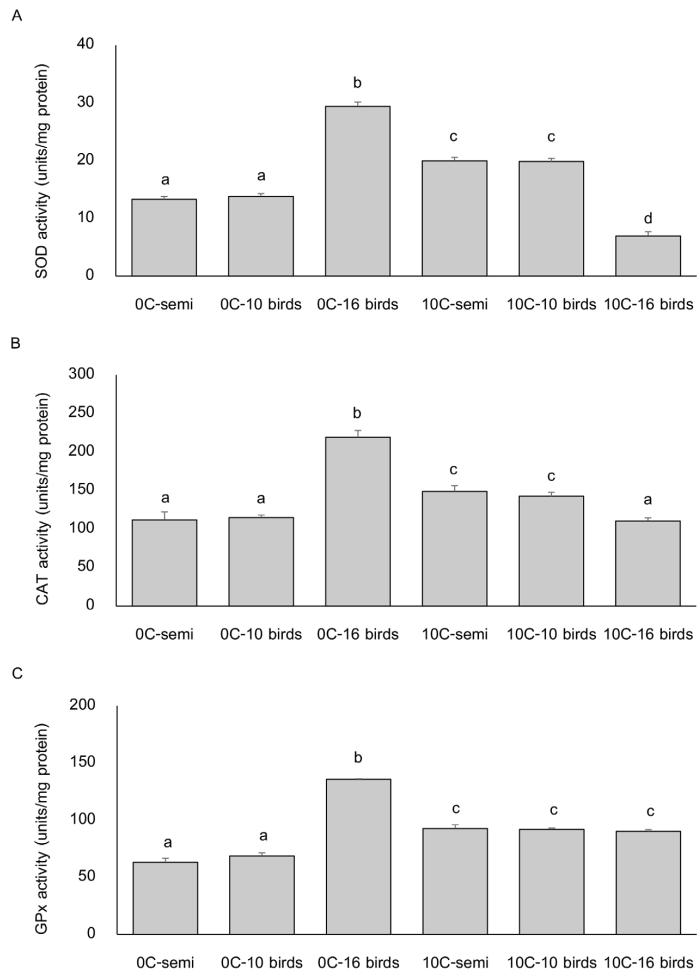 A
SOD activity (units/mg protein)
40
30
20
10
0
a
a
b
c
c
d
0C-semi 0C-10 birds 0C-16 birds 10C-semi 10C-10 birds 10C-16 birds
B
CAT activity (units/mg protein)
300
250
200
150
100
50
0
a
a
b
c
c
a
0C-semi 0C-10 birds 0C-16 birds 10C-semi 10C-10 birds 10C-16 birds
C
GPx activity (units/mg protein)
200
150
100
50
0
a
a
b
c
c
c
0C-semi 0C-10 birds 0C-16 birds 10C-semi 10C-10 birds 10C-16 birds